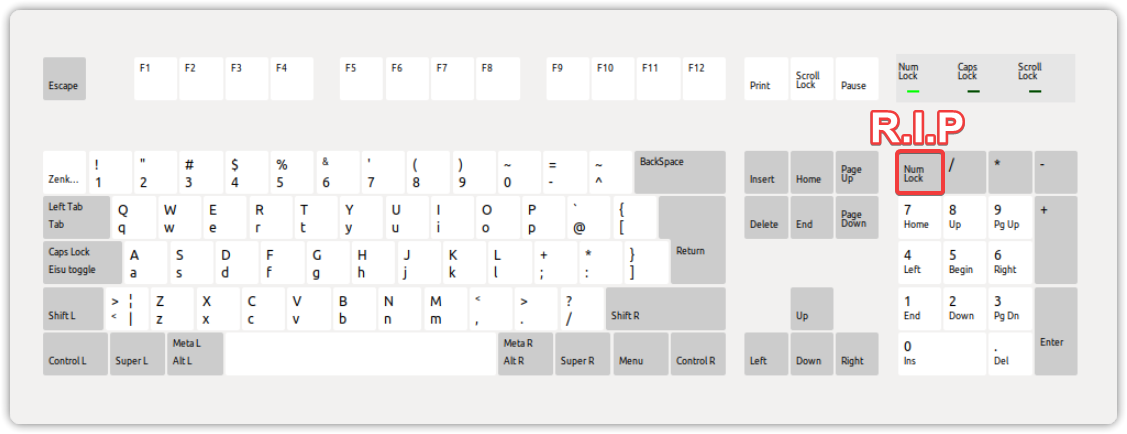 Escape F1 F2 F3 F4 F5 F6 F7 F8 F9 F10 F11 F12 Print Scroll Lock Pause Num Lock Caps Lock Scroll Lock
R.I.P
! " # $ % & ' ( ) ~ = ~ BackSpace
Zenk... 1 2 3 4 5 6 7 8 9 0 - ^ Insert Home Page Up Num Lock / * -
Left Tab Q W E R T Y U I O P ` {
Tab q w e r t y u i o p @ [ Delete End Page Down 7 Home 8 Up 9 Pg Up +
Caps Lock A S D F G H J K L + * } Return
Eisu toggle a s d f g h j k l ; : ] 4 Left 5 Begin 6 Right
> ¦ Z X C V B N M < > ?
Shift L < | z x c v b n m , . / Shift R Up 1 End 2 Down 3 Pg Dn
Meta L Meta R
Control L Super L Alt L Alt R Super R Menu Control R Left Down Right 0 Ins . Del Enter